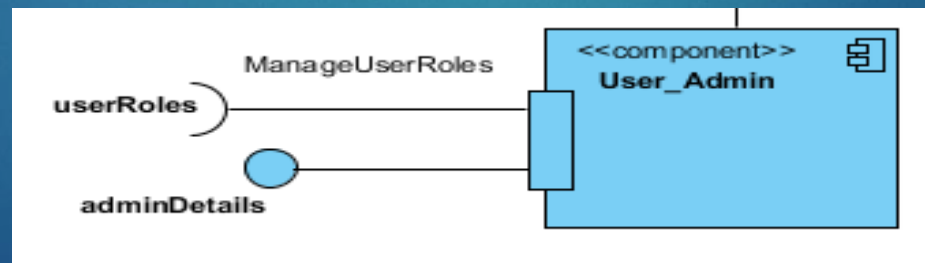 <<component>>
User_Admin
ManageUserRoles
userRoles
adminDetails